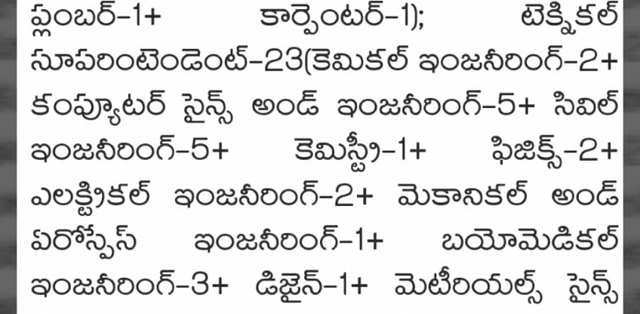 ప్లంబర్-1+ కార్పెంటర్-1); టెక్నికల్
సూపరింటెండెంట్-23(కెమికల్ ఇంజనీరింగ్-2+
కంప్యూటర్ సైన్స్ అండ్ ఇంజనీరింగ్-5+ సివిల్
ఇంజనీరింగ్-5+ కెమిస్ట్రీ-1+ ఫిజిక్స్-2+
ఎలక్ట్రికల్ ఇంజనీరింగ్-2+ మెకానికల్ అండ్
ఏరోస్పేస్ ఇంజనీరింగ్-1+ బయోమెడికల్
ఇంజనీరింగ్-3+ డిజైన్-1+ మెటీరియల్స్ సైన్స్